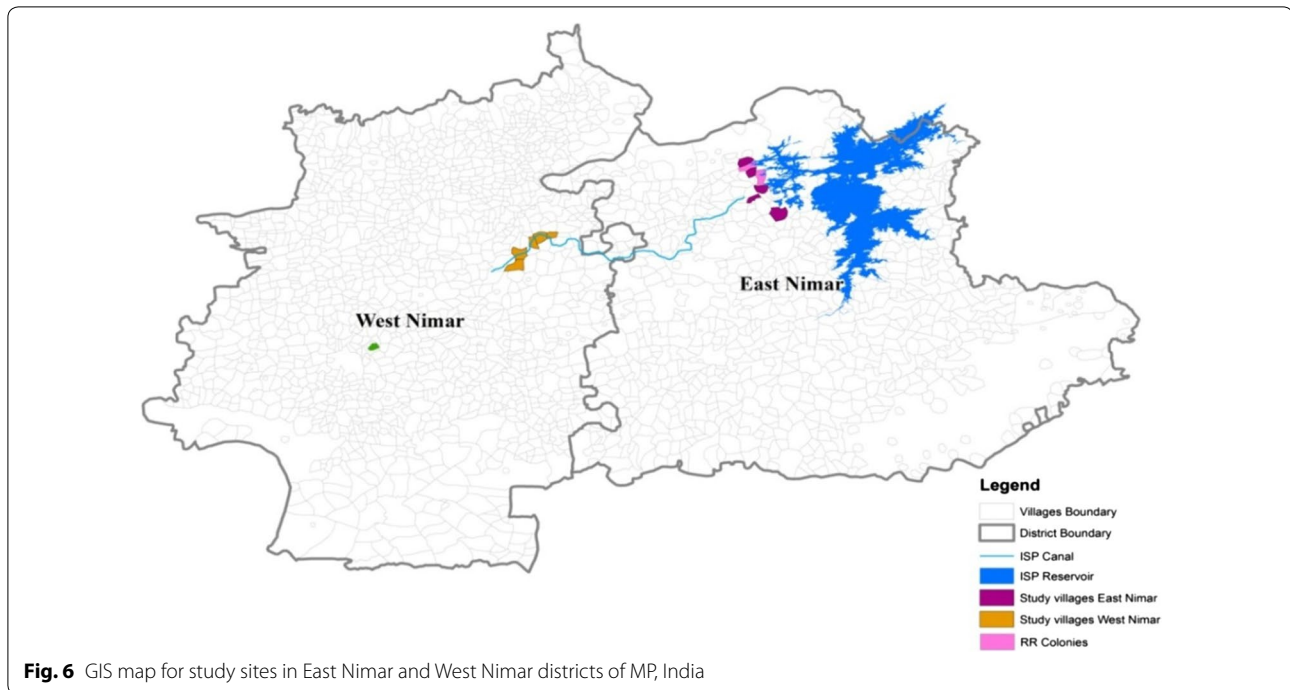 East Nimar
West Nimar
Legend
Villages Boundary
District Boundary
ISP Canal
ISP Reservoir
Study villages East Nimar
Study villages West Nimar
RR Colonies
Fig. 6 GIS map for study sites in East Nimar and West Nimar districts of MP, India